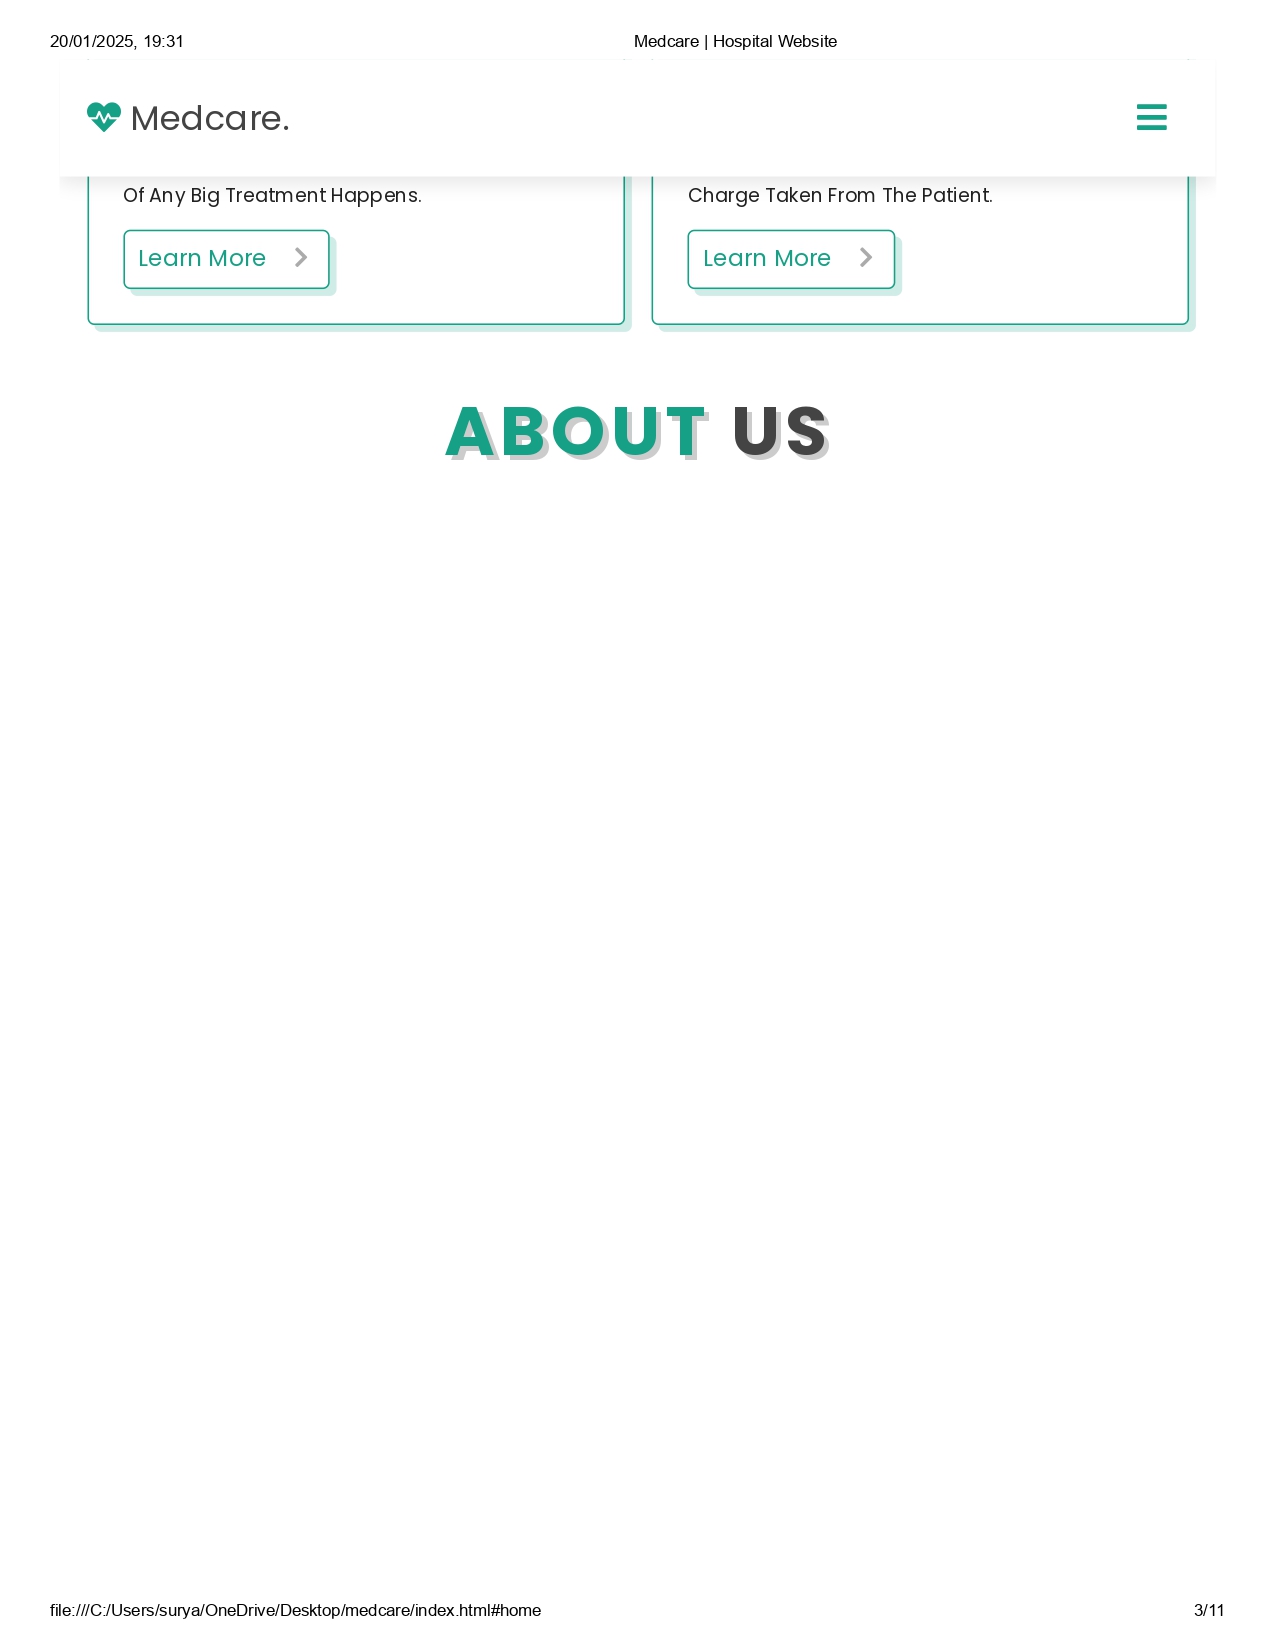 20/01/2025, 19:31 Medcare | Hospital Website
Medcare.
Of Any Big Treatment Happens.
Charge Taken From The Patient.
Learn More
Learn More
ABOUT US
file:///C:/Users/surya/OneDrive/Desktop/medcare/index.html#home 3/11